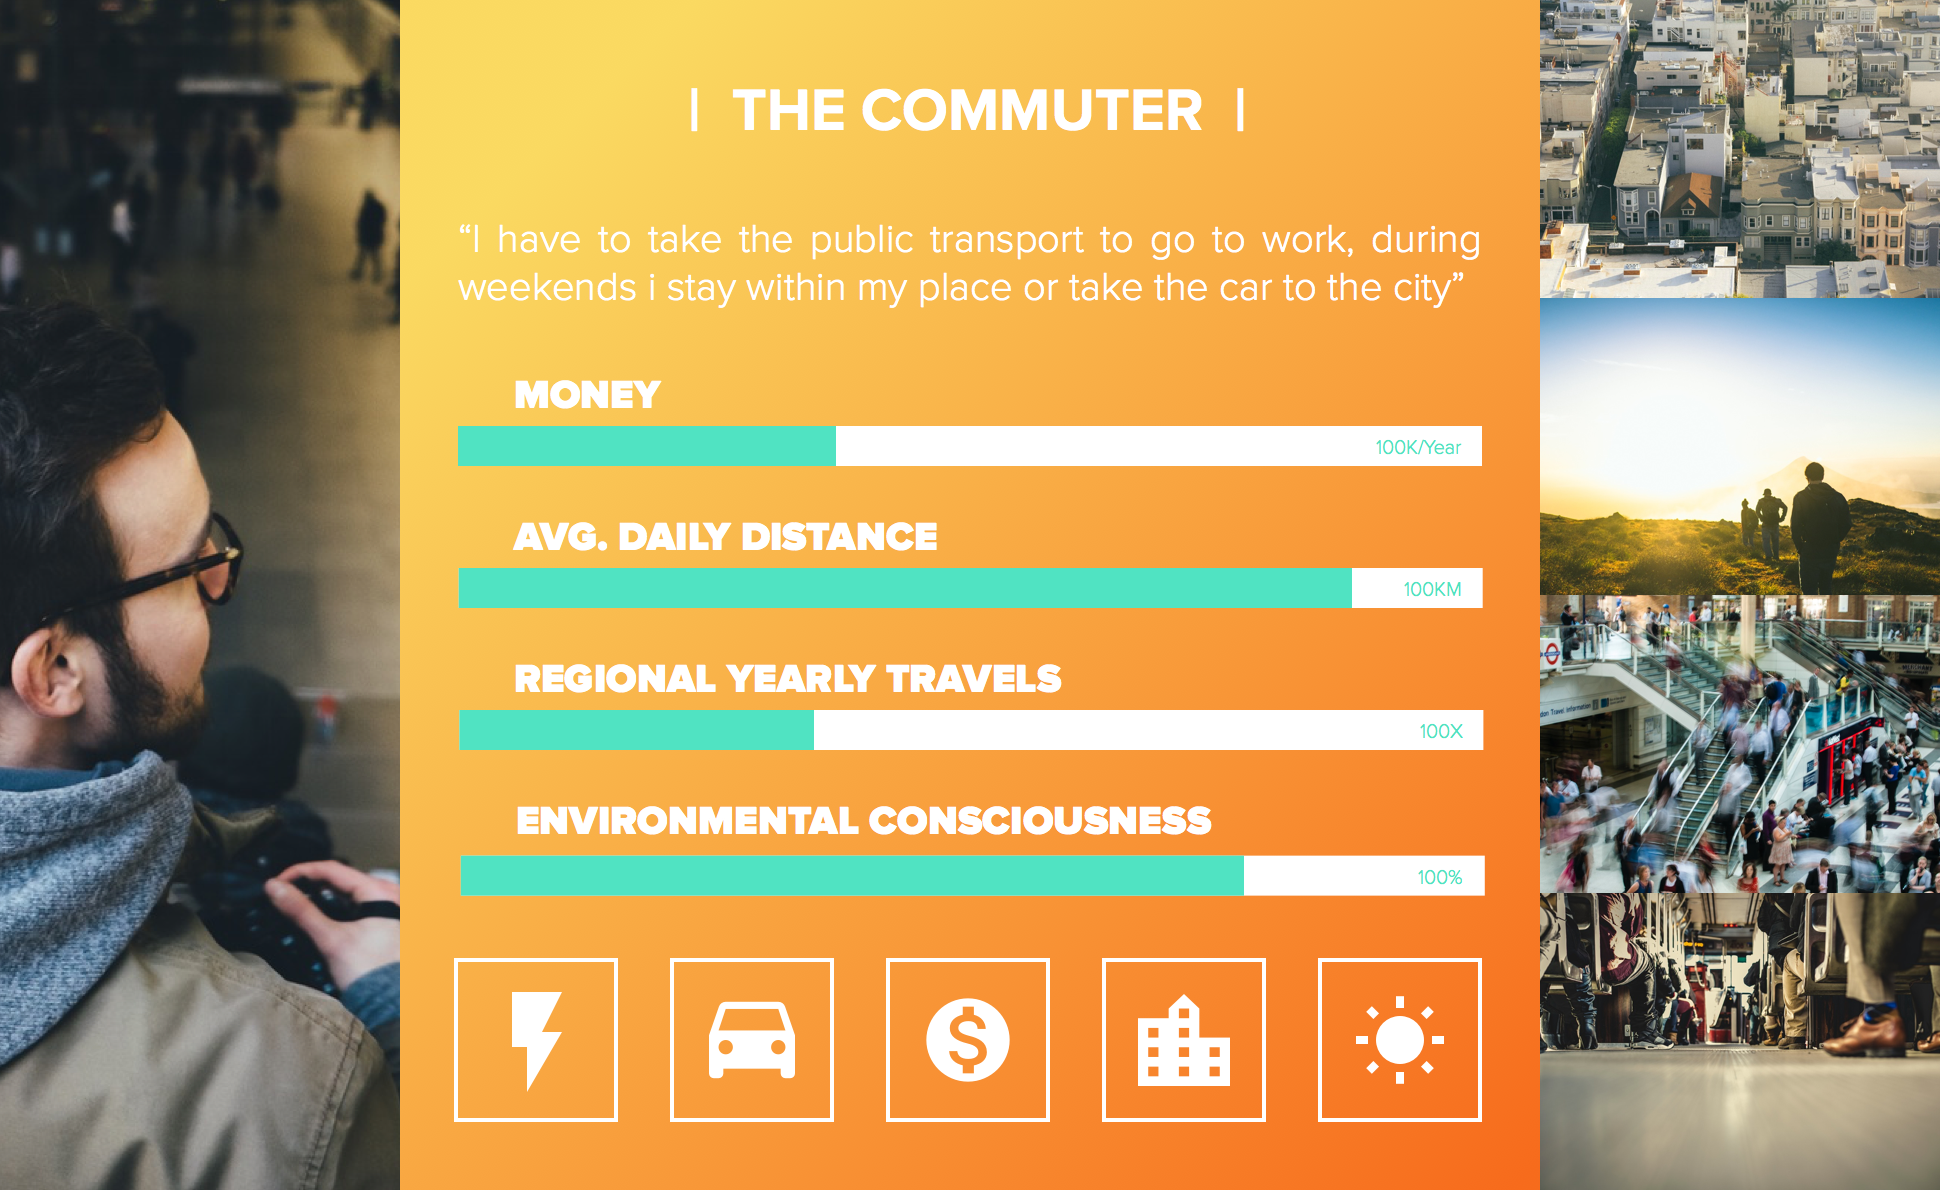 | THE COMMUTER |
“I have to take the public transport to go to work, during
weekends i stay within my place or take the car to the city”
MONEY
100K/Year
AVG. DAILY DISTANCE
100KM
REGIONAL YEARLY TRAVELS
100X
ENVIRONMENTAL CONSCIOUSNESS
100%